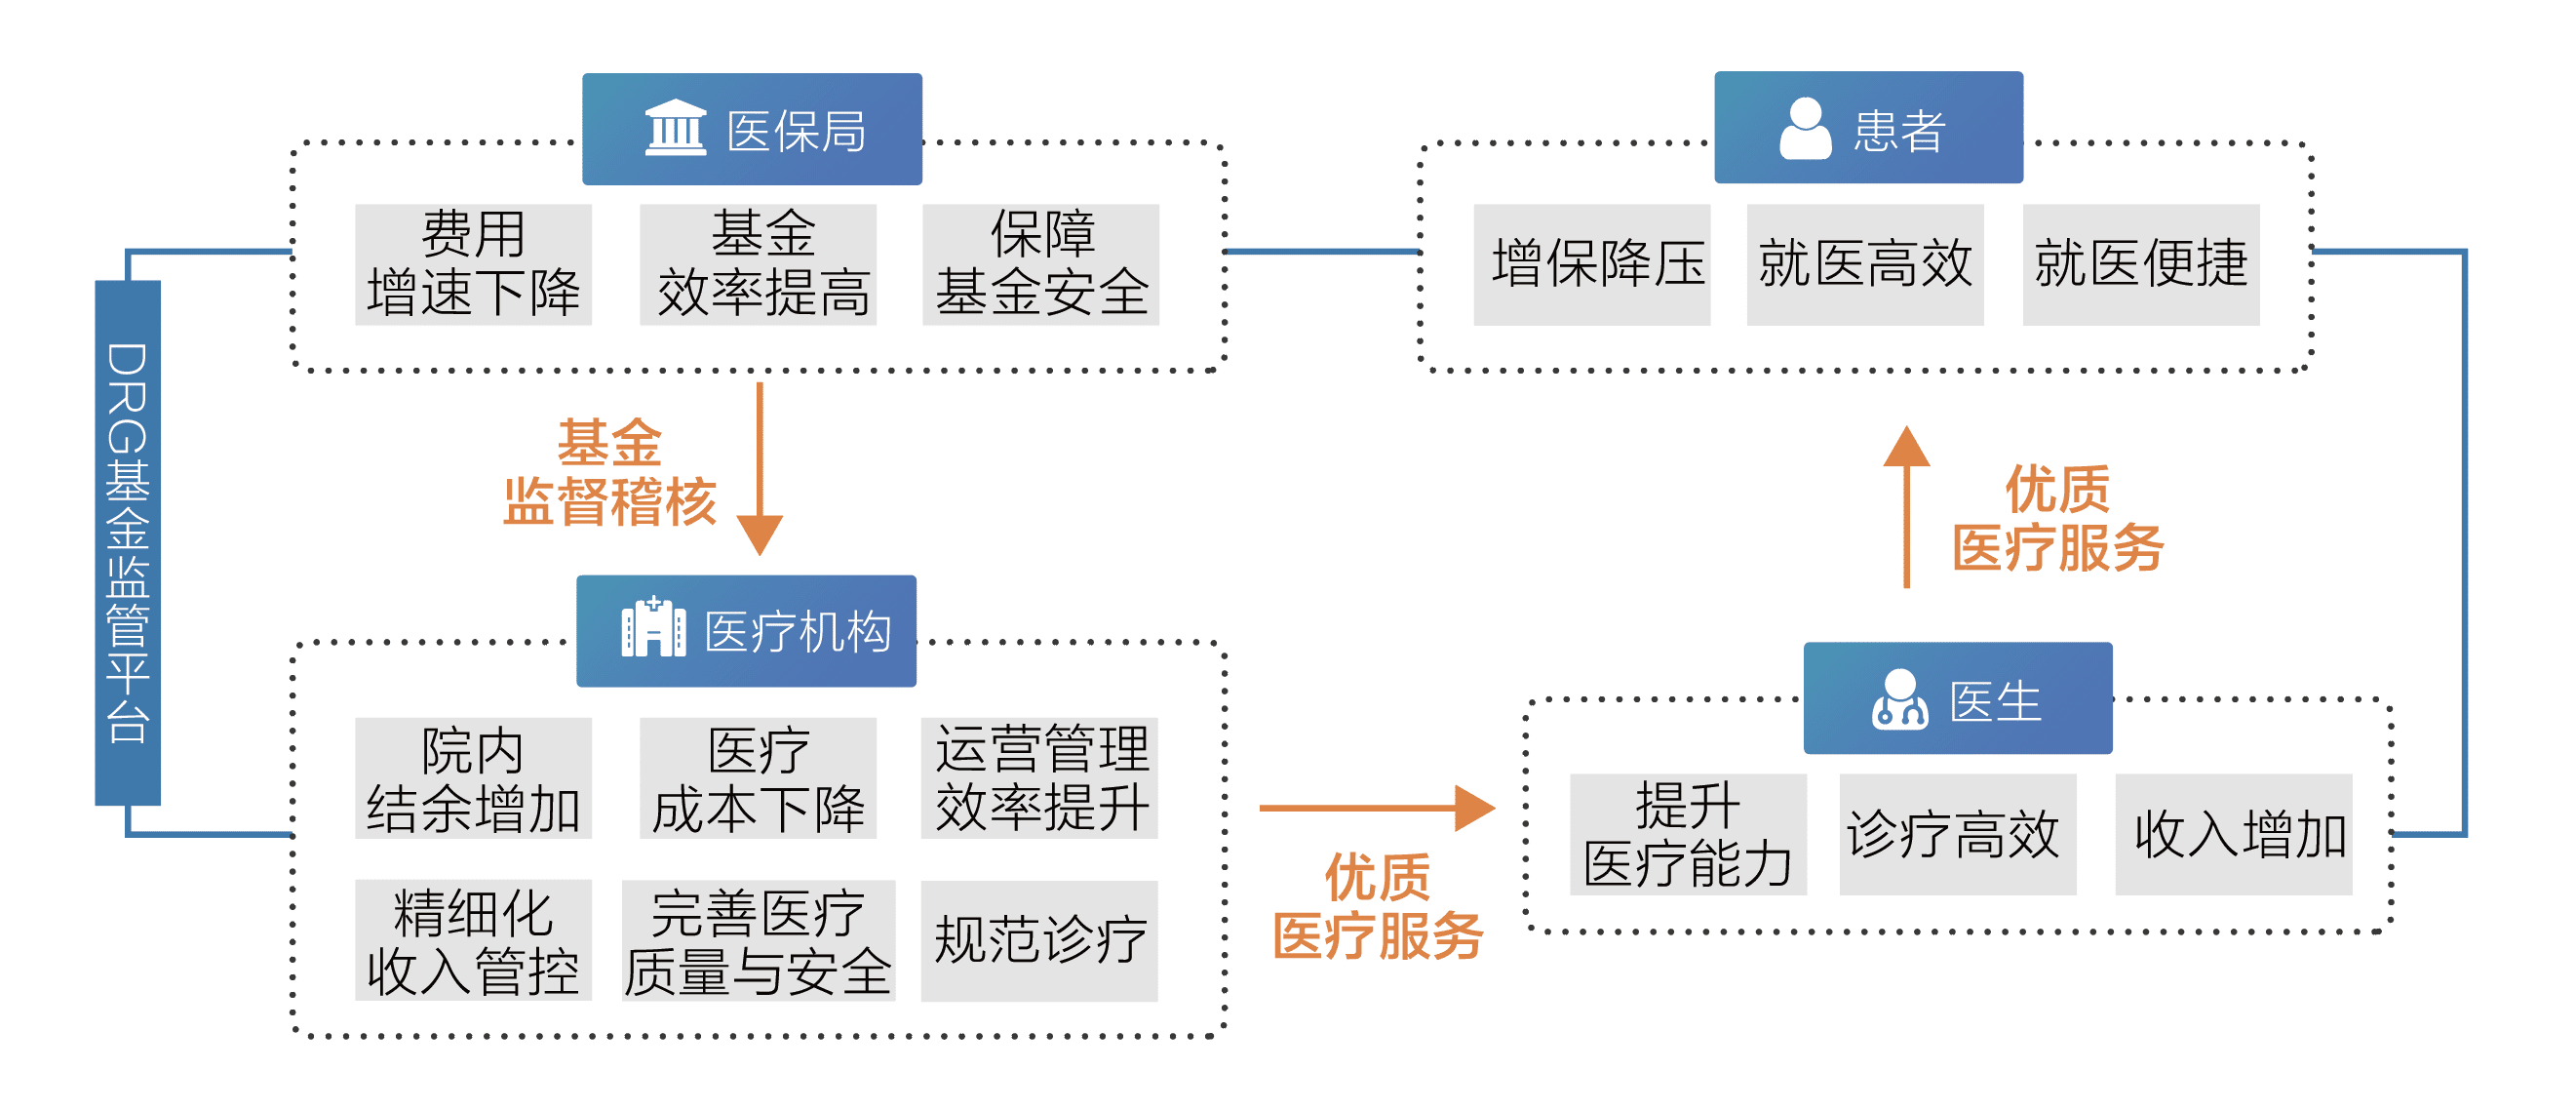 DRG基金监管平台
医保局
费用
增速下降
基金
效率提高
保障
基金安全
患者
增保降压
就医高效
就医便捷
基金
监督稽核
优质
医疗服务
医疗机构
院内
结余增加
医疗
成本下降
运营管理
效率提升
精细化
收入管控
完善医疗
质量与安全
规范诊疗
优质
医疗服务
医生
提升
医疗能力
诊疗高效
收入增加